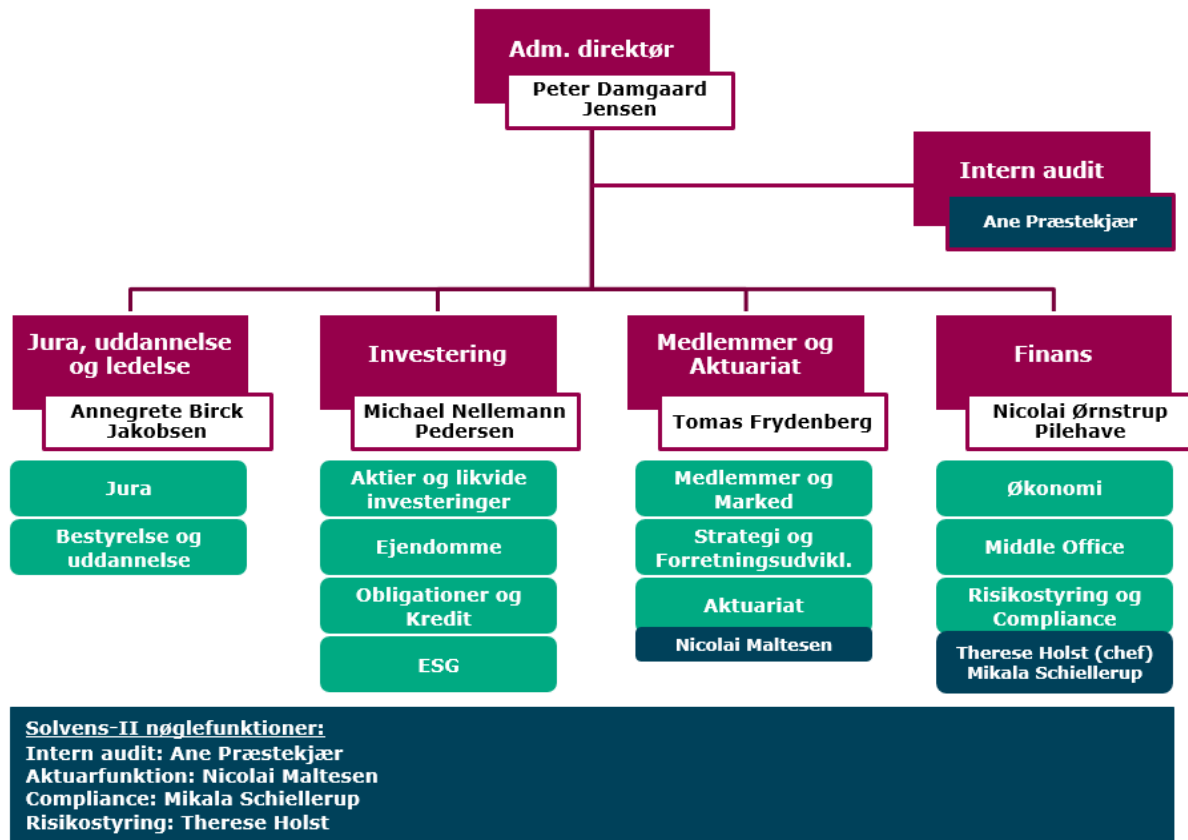 Adm. direktør
Peter Damgaard
Jensen
Intern audit
Ane Præstekjær
Jura, uddannelse
og ledelse
Annegrete Birck
Jakobsen
Jura
Bestyrelse og
uddannelse
Investering
Michael Nellemann
Pedersen
Aktier og likvide
investeringer
Ejendomme
Obligationer og
Kredit
ESG
Medlemmer og
Aktuariat
Tomas Frydenberg
Medlemmer og
Marked
Strategi og
Forretningsudvikl.
Aktuariat
Nicolai Maltesen
Finans
Nicolai Ørnstrup
Pilehave
Økonomi
Middle Office
Risikostyring og
Compliance
Therese Holst (chef)
Mikala Schiellerup
Solvens-II nøglefunktioner:
Intern audit: Ane Præstekjær
Aktuarfunktion: Nicolai Maltesen
Compliance: Mikala Schiellerup
Risikostyring: Therese Holst